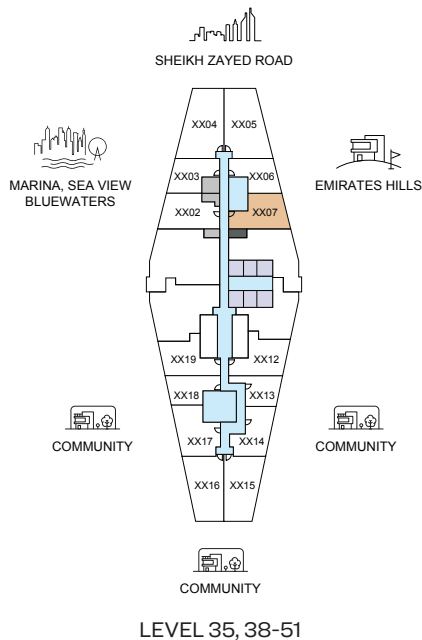 SHEIKH ZAYED ROAD
XX04
XX05
MARINA, SEA VIEW
BLUEWATERS
EMIRATES HILLS
XX03
XX06
XX02
XX07
XX19
XX12
XX18
XX13
COMMUNITY
COMMUNITY
XX17
XX14
XX16
XX15
COMMUNITY
LEVEL 35, 38-51